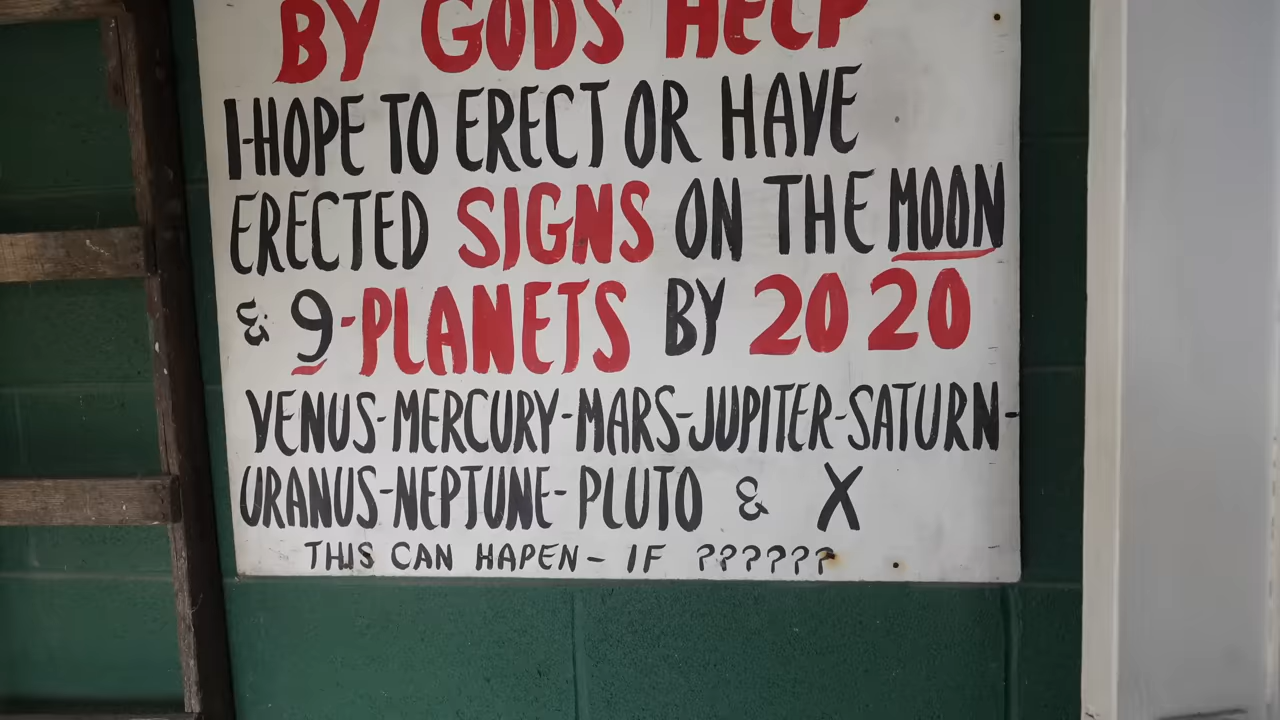 BY GODS HELP
I-HOPE TO ERECT OR HAVE
ERECTED SIGNS ON THE MOON
& 9-PLANETS BY 2020
VENUS-MERCURY-MARS-JUPITER-SATURN-
URANUS-NEPTUNE-PLUTO & X
THIS CAN HAPEN- IF ??????